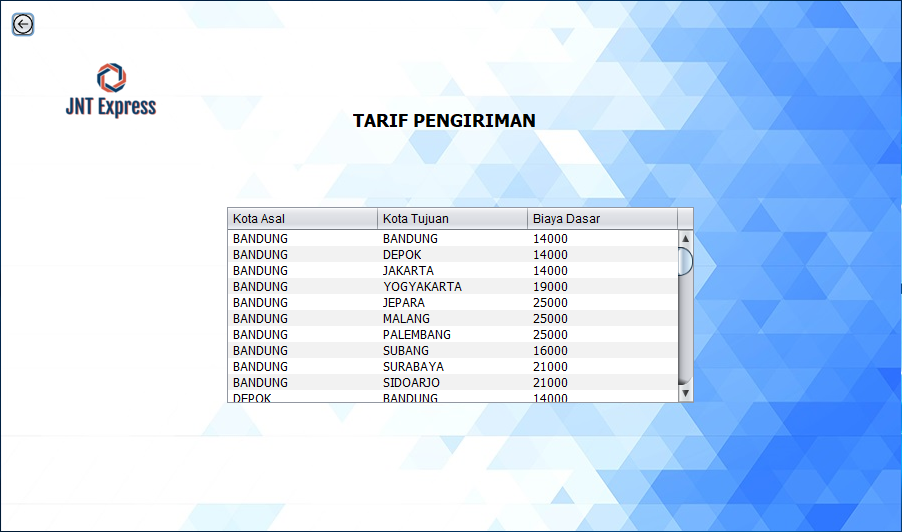 JNT Express
TARIF PENGIRIMAN
Kota Asal Kota Tujuan Biaya Dasar
BANDUNG BANDUNG 14000
BANDUNG DEPOK 14000
BANDUNG JAKARTA 14000
BANDUNG YOGYAKARTA 19000
BANDUNG JEPARA 25000
BANDUNG MALANG 25000
BANDUNG PALEMBANG 25000
BANDUNG SUBANG 16000
BANDUNG SURABAYA 21000
BANDUNG SIDOARJO 21000
DEPOK BANDUNG 14000